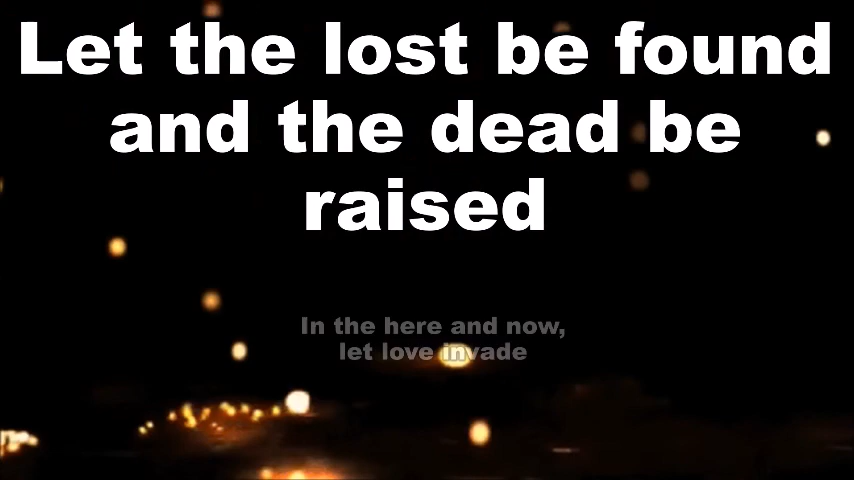 Let the lost be found
and the dead be
raised
In the here and now,
let love invade